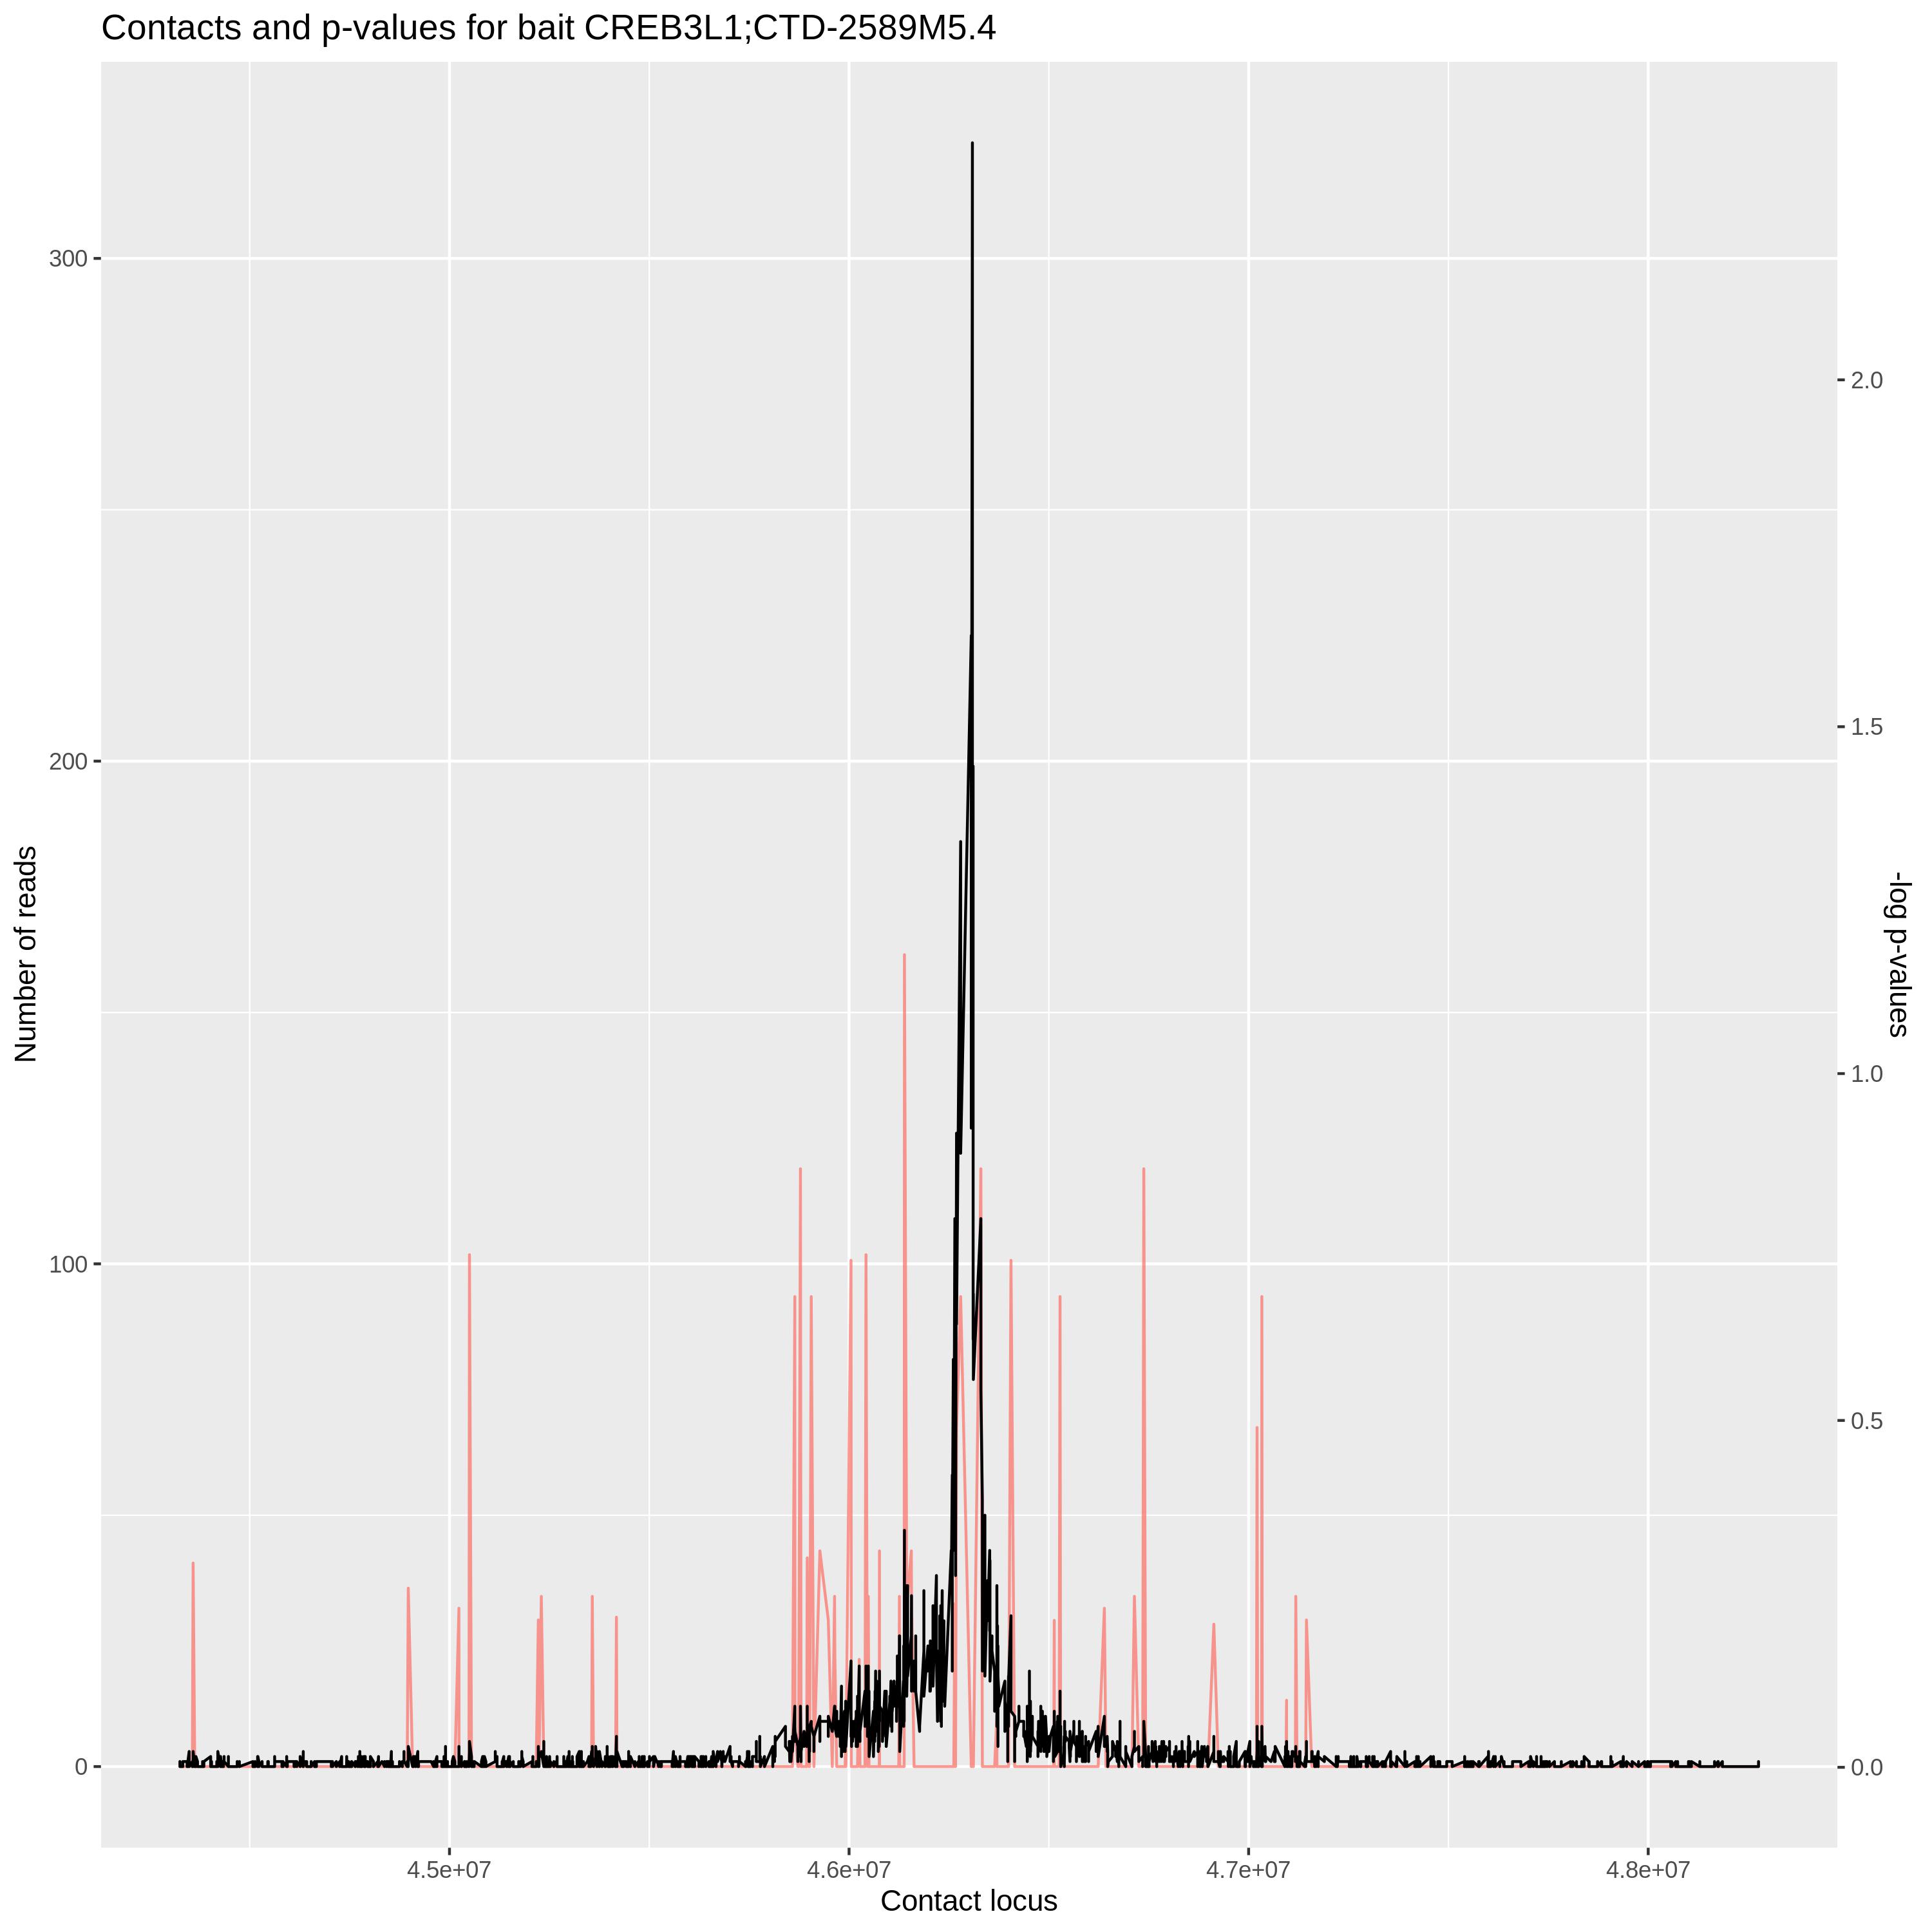 Contacts and p-values for bait CREB3L1;CTD-2589M5.4
300
200
100
0
Number of reads
2.0
1.5
1.0
0.5
0.0
-log p-values
4.5e+07 4.6e+07 4.7e+07 4.8e+07
Contact locus